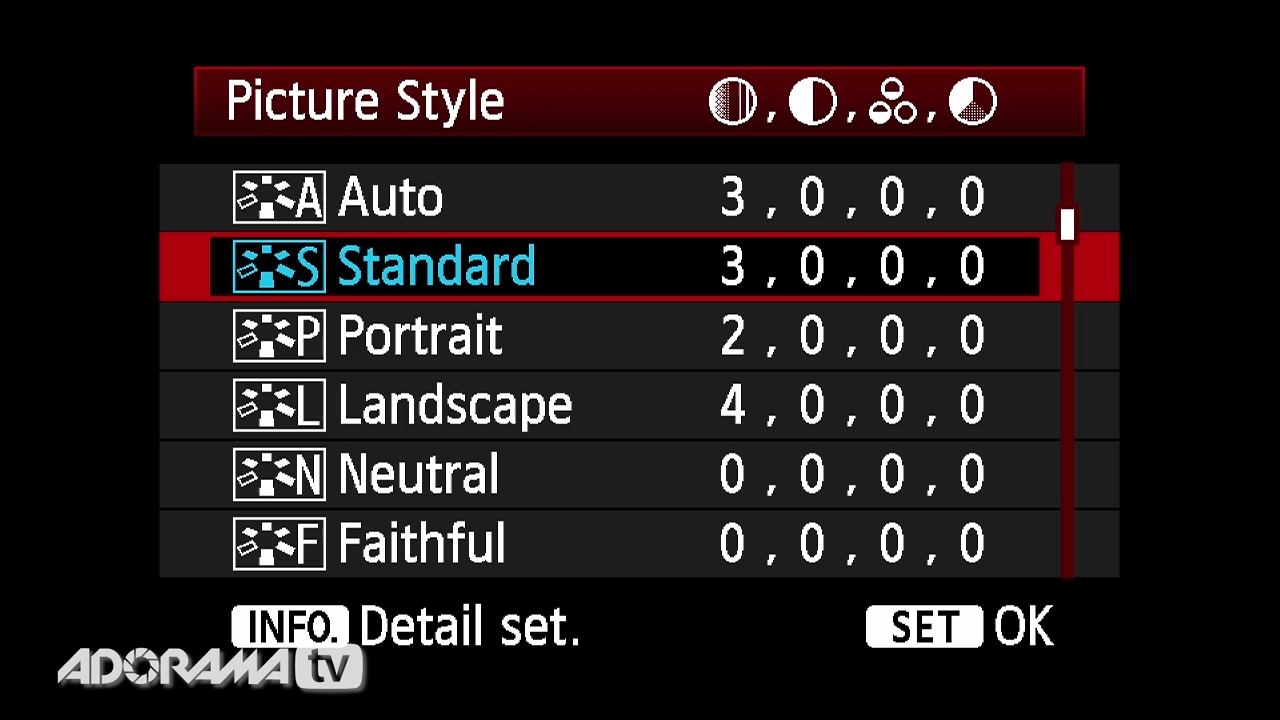 Picture Style , , ,
A Auto 3 , 0 , 0 , 0
S Standard 3 , 0 , 0 , 0
P Portrait 2 , 0 , 0 , 0
L Landscape 4 , 0 , 0 , 0
N Neutral 0 , 0 , 0 , 0
F Faithful 0 , 0 , 0 , 0
INFO. Detail set. SET OK
ADORAMA tv